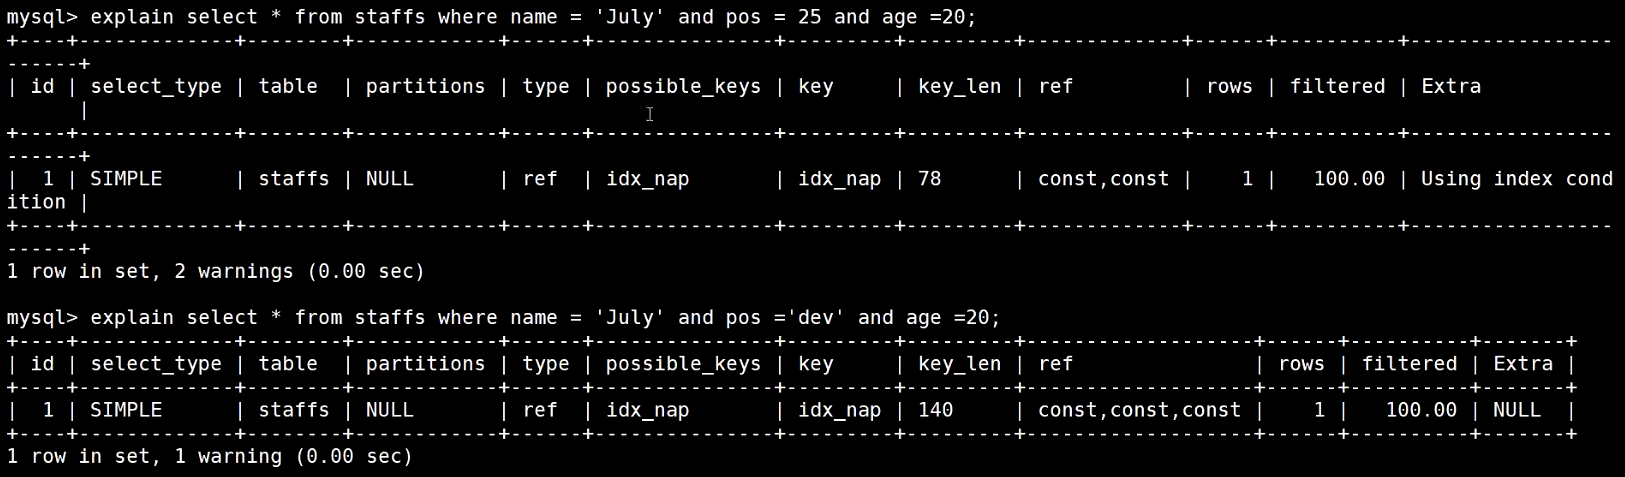 mysql> explain select * from staffs where name = 'July' and pos = 25 and age =20;
+----+-------------+--------+------------+------+---------------+---------+---------+-------------+------+----------+-----------------
------+
| id | select_type | table  | partitions | type | possible_keys | key     | key_len | ref         | rows | filtered | Extra
      |
+----+-------------+--------+------------+------+---------------+---------+---------+-------------+------+----------+-----------------
------+
|  1 | SIMPLE      | staffs | NULL       | ref  | idx_nap       | idx_nap | 78      | const,const |    1 |   100.00 | Using index cond
ition |
+----+-------------+--------+------------+------+---------------+---------+---------+-------------+------+----------+-----------------
------+
1 row in set, 2 warnings (0.00 sec)

mysql> explain select * from staffs where name = 'July' and pos ='dev' and age =20;
+----+-------------+--------+------------+------+---------------+---------+---------+-------------------+------+----------+-------+
| id | select_type | table  | partitions | type | possible_keys | key     | key_len | ref               | rows | filtered | Extra |
+----+-------------+--------+------------+------+---------------+---------+---------+-------------------+------+----------+-------+
|  1 | SIMPLE      | staffs | NULL       | ref  | idx_nap       | idx_nap | 140     | const,const,const |    1 |   100.00 | NULL  |
+----+-------------+--------+------------+------+---------------+---------+---------+-------------------+------+----------+-------+
1 row in set, 1 warning (0.00 sec)